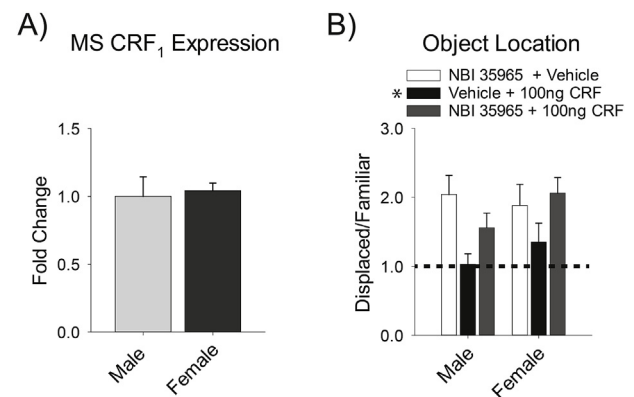 A)
MS CRF1 Expression
Fold Change
1.5
1.0
0.5
0.0
Male
Female
B)
Object Location
NBI 35965 + Vehicle
* Vehicle + 100ng CRF
NBI 35965 + 100ng CRF
Displaced/Familiar
3.0
2.0
1.0
0.0
Male
Female